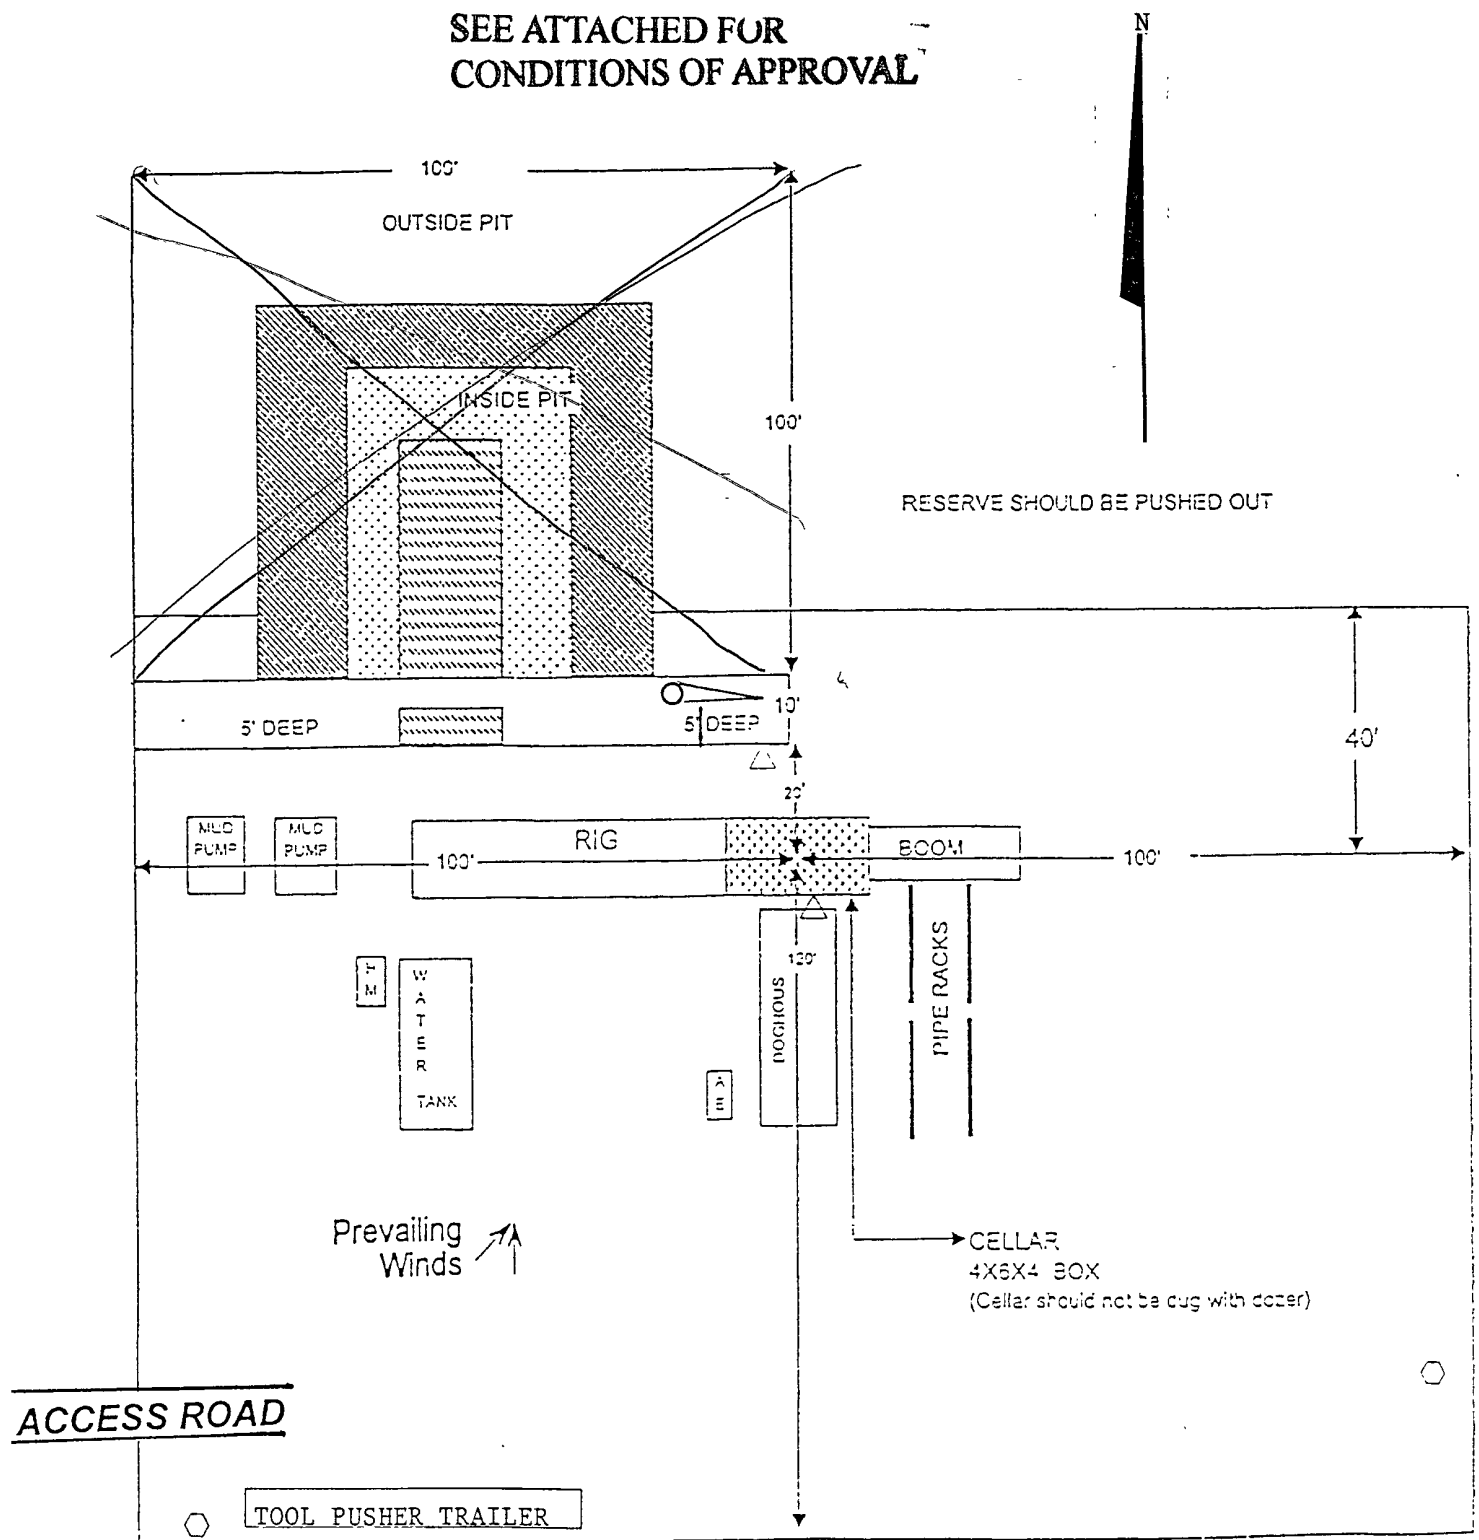 SEE ATTACHED FOR
CONDITIONS OF APPROVAL
N
100'
OUTSIDE PIT
INSIDE PIT
100'
RESERVE SHOULD BE PUSHED OUT
10'
5' DEEP
5' DEEP
40'
20'
MUD
PUMP
MUD
PUMP
RIG
BOOM
100'
100'
120'
DOGHOUS
PIPE RACKS
WATER
TANK
M
A
E
Prevailing
Winds
CELLAR
4X6X4 BOX
(Cellar should not be dug with dozer)
ACCESS ROAD
TOOL PUSHER TRAILER